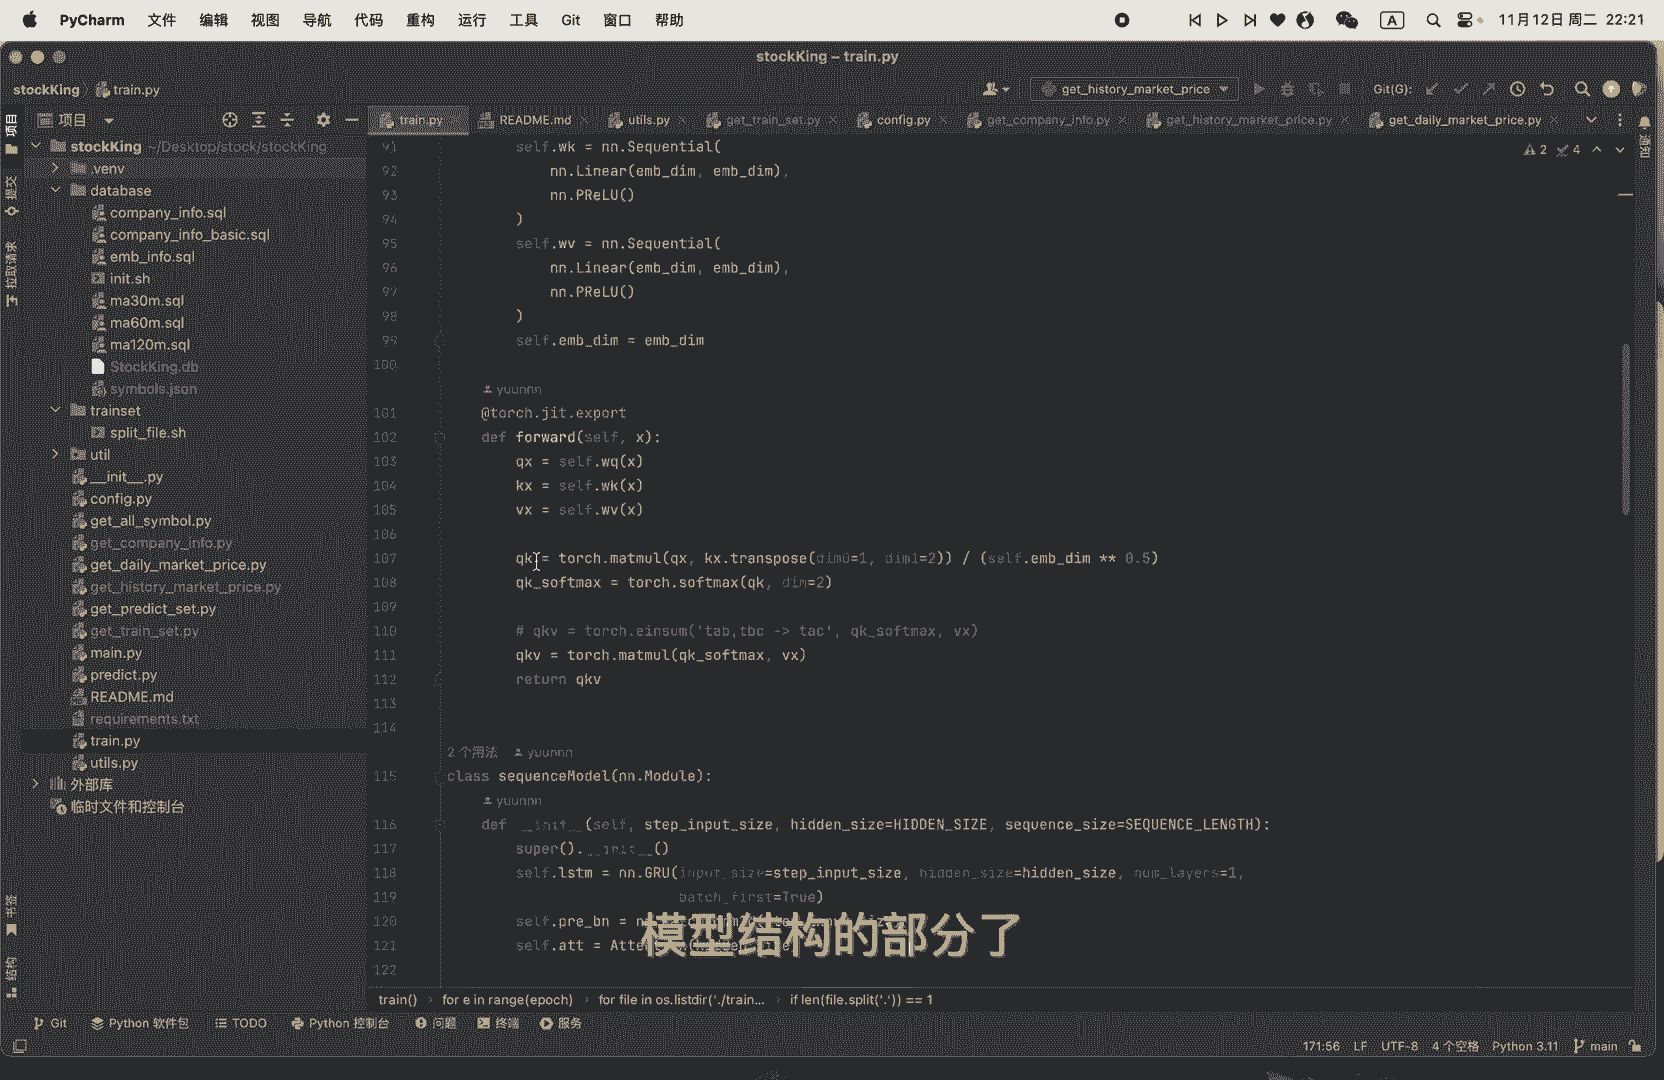 PyCharm 文件 编辑 视图 导航 代码 重构 运行 工具 Git 窗口 帮助 A 11月12日 周二 22:21
stockKing – train.py
stockKing train.py get_history_market_price Git(G):
项目 train.py README.md utils.py get_train_set.py config.py get_company_info.py get_history_market_price.py get_daily_market_price.py
项目
提交
拉取请求
书签
结构
通知
stockKing ~/Desktop/stock/stockKing
.venv
database
company_info.sql
company_info_basic.sql
emb_info.sql
init.sh
ma30m.sql
ma60m.sql
ma120m.sql
StockKing.db
symbols.json
trainset
split_file.sh
util
__init__.py
config.py
get_all_symbol.py
get_company_info.py
get_daily_market_price.py
get_history_market_price.py
get_predict_set.py
get_train_set.py
main.py
predict.py
README.md
requirements.txt
train.py
utils.py
外部库
临时文件和控制台
2 4
91 self.wk = nn.Sequential(
92 nn.Linear(emb_dim, emb_dim),
93 nn.PReLU()
94 )
95 self.wv = nn.Sequential(
96 nn.Linear(emb_dim, emb_dim),
97 nn.PReLU()
98 )
99 self.emb_dim = emb_dim
100
yuunnn
101 @torch.jit.export
102 def forward(self, x):
103 qx = self.wq(x)
104 kx = self.wk(x)
105 vx = self.wv(x)
106
107 qk = torch.matmul(qx, kx.transpose(dim0=1, dim1=2)) / (self.emb_dim ** 0.5)
108 qk_softmax = torch.softmax(qk, dim=2)
109
110 # qkv = torch.einsum('tab,tbc -> tac', qk_softmax, vx)
111 qkv = torch.matmul(qk_softmax, vx)
112 return qkv
113
114
2 个用法 yuunnn
115 class sequenceModel(nn.Module):
yuunnn
116 def __init__(self, step_input_size, hidden_size=HIDDEN_SIZE, sequence_size=SEQUENCE_LENGTH):
117 super().__init__()
118 self.lstm = nn.GRU(input_size=step_input_size, hidden_size=hidden_size, num_layers=1,
119 batch_first=True)
120 self.pre_bn =
121 self.att =
122
模型结构的部分了
train() › for e in range(epoch) › for file in os.listdir('./train... › if len(file.split('.')) == 1
Git Python 软件包 TODO Python 控制台 问题 终端 服务
171:56 LF UTF-8 4 个空格 Python 3.11 main